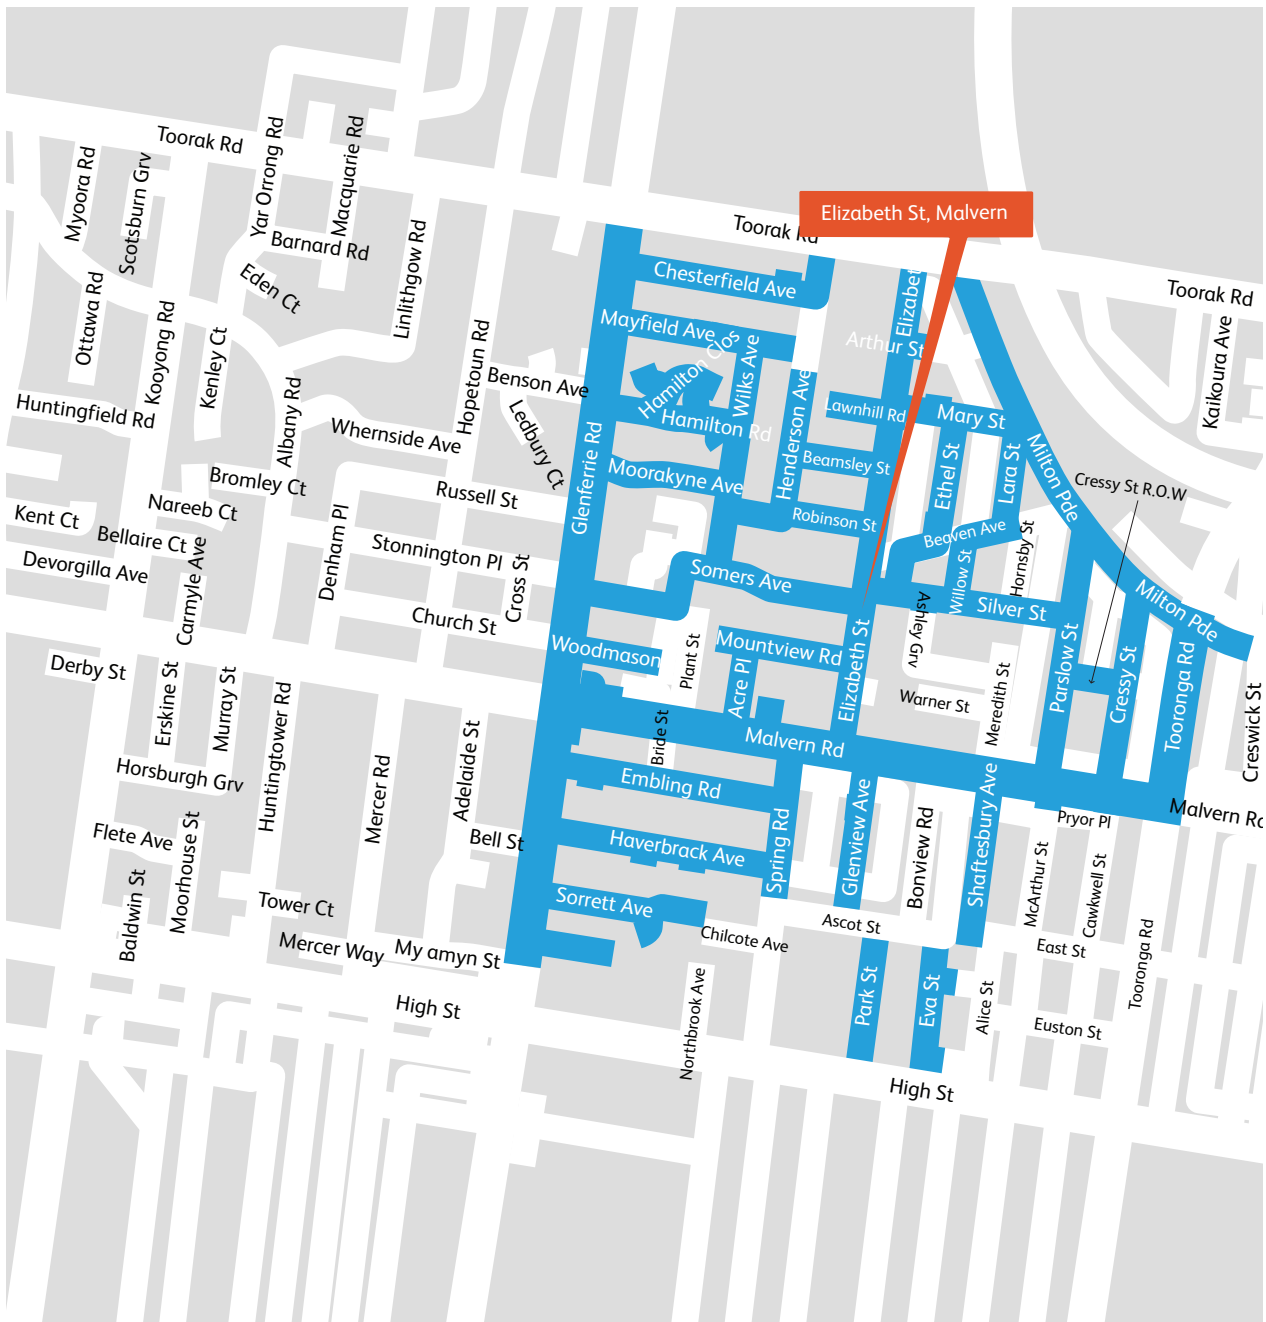 Toorak Rd
Myoora Rd
Scotsburn Grv
Yar Orrong Rd
Macquarie Rd
Barnard Rd
Linlithgow Rd
Eden Ct
Ottawa Rd
Kooyong Rd
Kenley Ct
Albany Rd
Hopetoun Rd
Huntingfield Rd
Whernside Ave
Benson Ave
Ledbury Ct
Bromley Ct
Nareeb Ct
Russell St
Kent Ct
Bellaire Ct
Devorgilla Ave
Carmyle Ave
Denham Pl
Stonnington Pl
Cross St
Church St
Derby St
Erskine St
Murray St
Huntingtower Rd
Mercer Rd
Adelaide St
Horsburgh Grv
Flete Ave
Moorhouse St
Baldwin St
Bell St
Tower Ct
Mercer Way
My amyn St
High St
Elizabeth St, Malvern
Toorak Rd
Toorak Rd
Kaikoura Ave
Chesterfield Ave
Mayfield Ave
Hamilton Clos
Wilks Ave
Hamilton Rd
Henderson Ave
Moorakyne Ave
Glenferrie Rd
Elizabet
Arthur St
Lawnhill Rd
Mary St
Beamsley St
Ethel St
Lara St
Milton Pde
Cressy St R.O.W
Robinson St
Beaven Ave
Willow St
Hornsby St
Somers Ave
Silver St
Ashley Grv
Milton Pde
Woodmason
Plant St
Mountview Rd
Acre Pl
Elizabeth St
Warner St
Meredith St
Parslow St
Cressy St
Tooronga Rd
Creswick St
Bride St
Malvern Rd
Malvern Rd
Embling Rd
Haverbrack Ave
Spring Rd
Glenview Ave
Bonview Rd
Shaftesbury Ave
Pryor Pl
McArthur St
Cawkwell St
Tooronga Rd
Sorrett Ave
Chilcote Ave
Ascot St
East St
Northbrook Ave
Park St
Eva St
Alice St
Euston St
High St